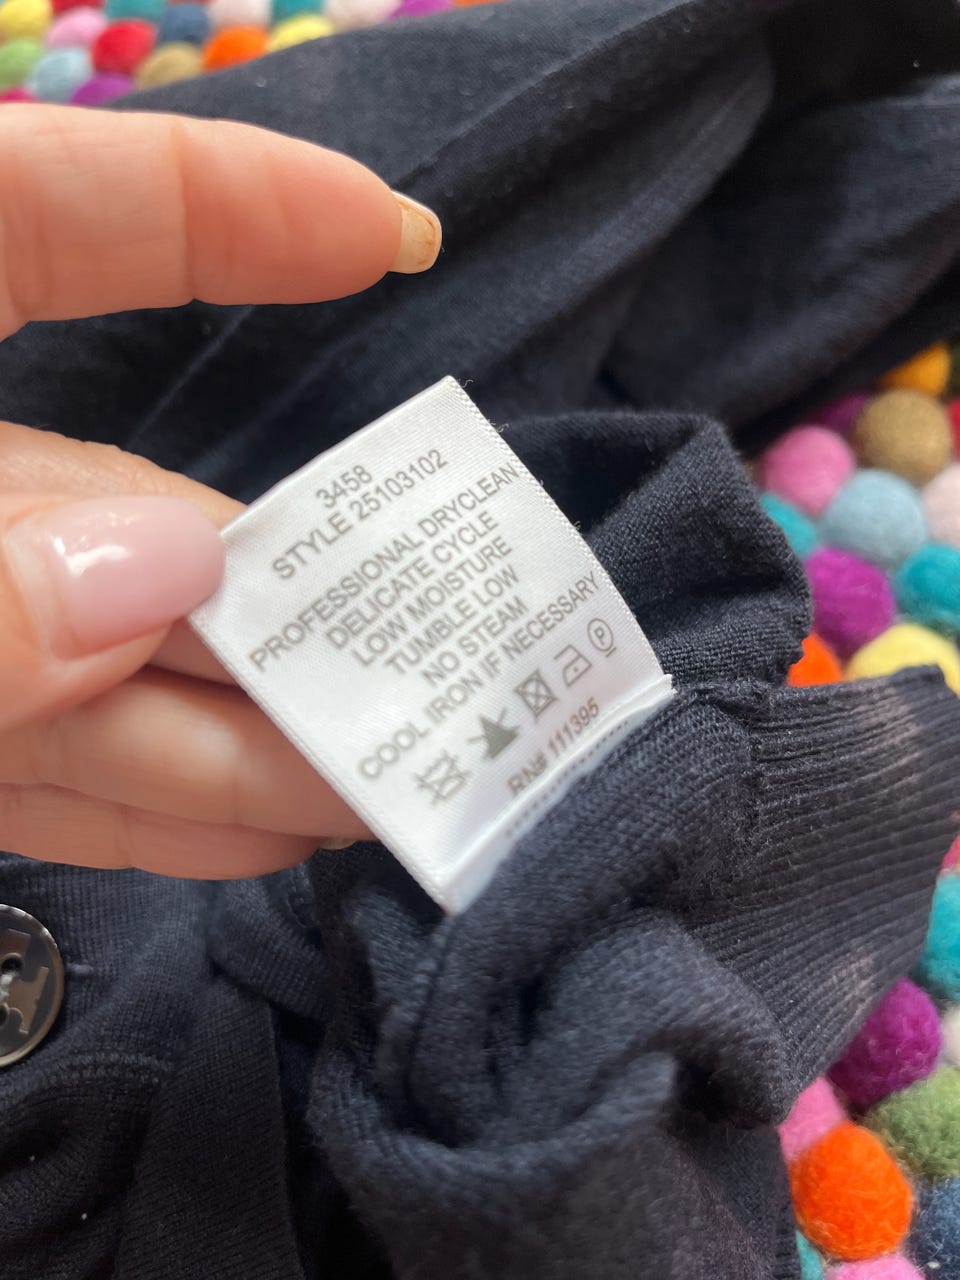 3458
STYLE 25103102
PROFESSIONAL DRYCLEAN
DELICATE CYCLE
LOW MOISTURE
TUMBLE LOW
NO STEAM
COOL IRON IF NECESSARY
P
RN# 111395